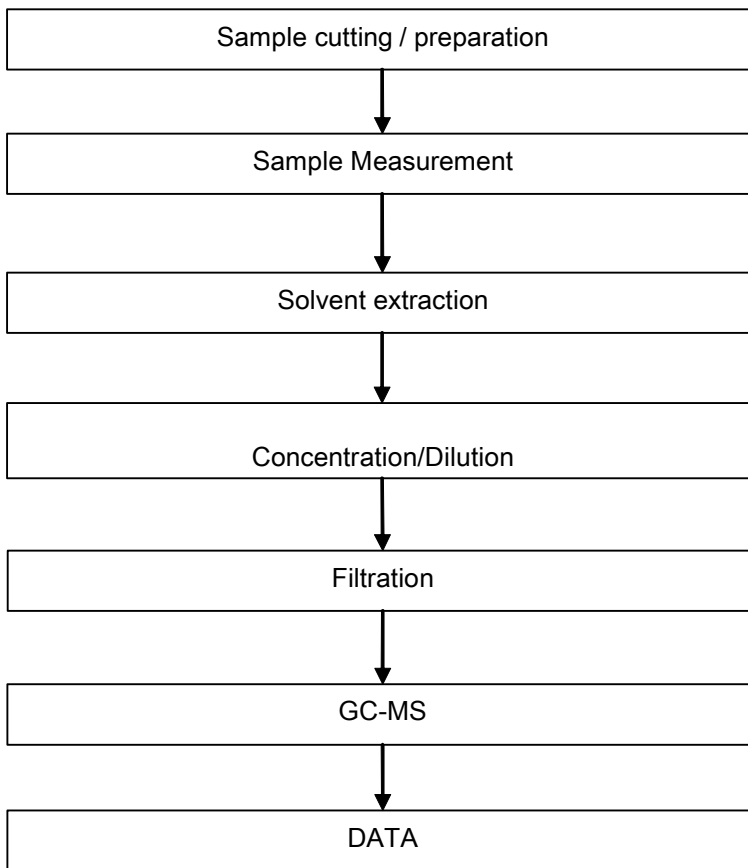 Sample cutting / preparation
Sample Measurement
Solvent extraction
Concentration/Dilution
Filtration
GC-MS
DATA